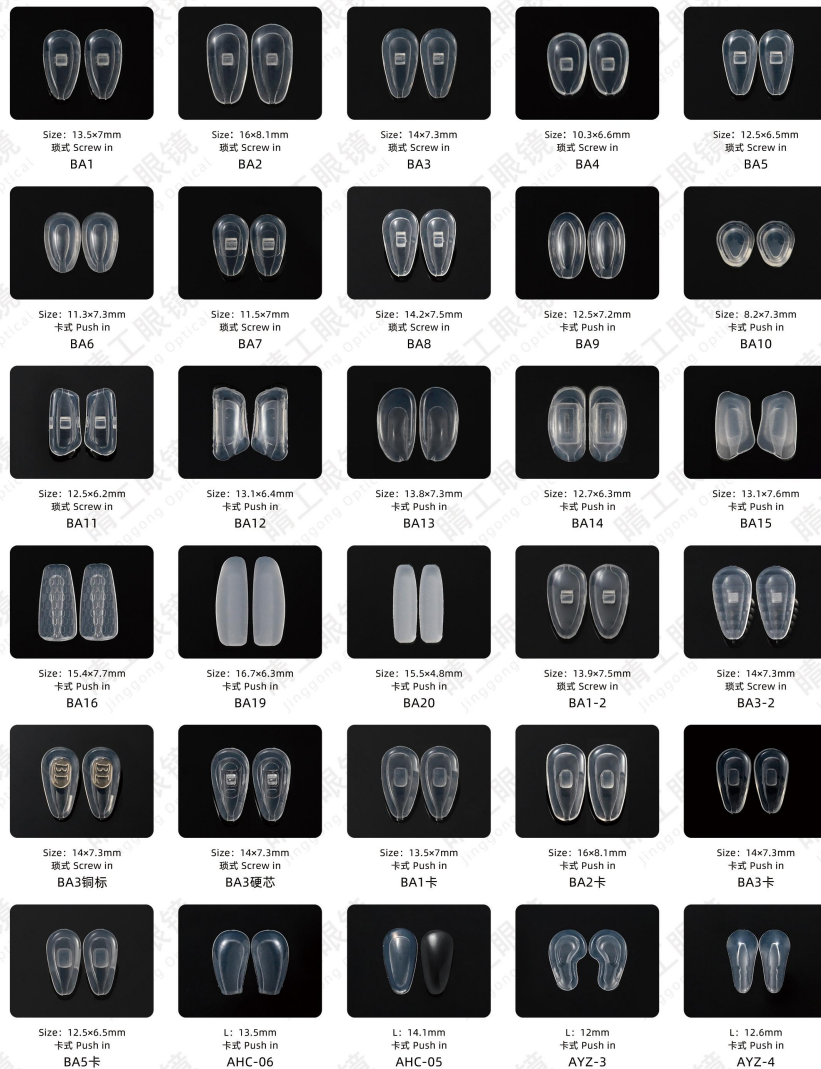 Size: 13.5×7mm
琐式 Screw in
BA1
Size: 16×8.1mm
琐式 Screw in
BA2
Size: 14×7.3mm
琐式 Screw in
BA3
Size: 10.3×6.6mm
琐式 Screw in
BA4
Size: 12.5×6.5mm
琐式 Screw in
BA5
Size: 11.3×7.3mm
卡式 Push in
BA6
Size: 11.5×7mm
琐式 Screw in
BA7
Size: 14.2×7.5mm
琐式 Screw in
BA8
Size: 12.5×7.2mm
卡式 Push in
BA9
Size: 8.2×7.3mm
卡式 Push in
BA10
Size: 12.5×6.2mm
琐式 Screw in
BA11
Size: 13.1×6.4mm
卡式 Push in
BA12
Size: 13.8×7.3mm
卡式 Push in
BA13
Size: 12.7×6.3mm
卡式 Push in
BA14
Size: 13.1×7.6mm
卡式 Push in
BA15
Size: 15.4×7.7mm
卡式 Push in
BA16
Size: 16.7×6.3mm
卡式 Push in
BA19
Size: 15.5×4.8mm
卡式 Push in
BA20
Size: 13.9×7.5mm
琐式 Screw in
BA1-2
Size: 14×7.3mm
琐式 Screw in
BA3-2
Size: 14×7.3mm
琐式 Screw in
BA3铜标
Size: 14×7.3mm
琐式 Screw in
BA3硬芯
Size: 13.5×7mm
卡式 Push in
BA1卡
Size: 16×8.1mm
卡式 Push in
BA2卡
Size: 14×7.3mm
卡式 Push in
BA3卡
Size: 12.5×6.5mm
卡式 Push in
BA5卡
L: 13.5mm
卡式 Push in
AHC-06
L: 14.1mm
卡式 Push in
AHC-05
L: 12mm
卡式 Push in
AYZ-3
L: 12.6mm
卡式 Push in
AYZ-4
睛工眼镜
Jinggong Optical